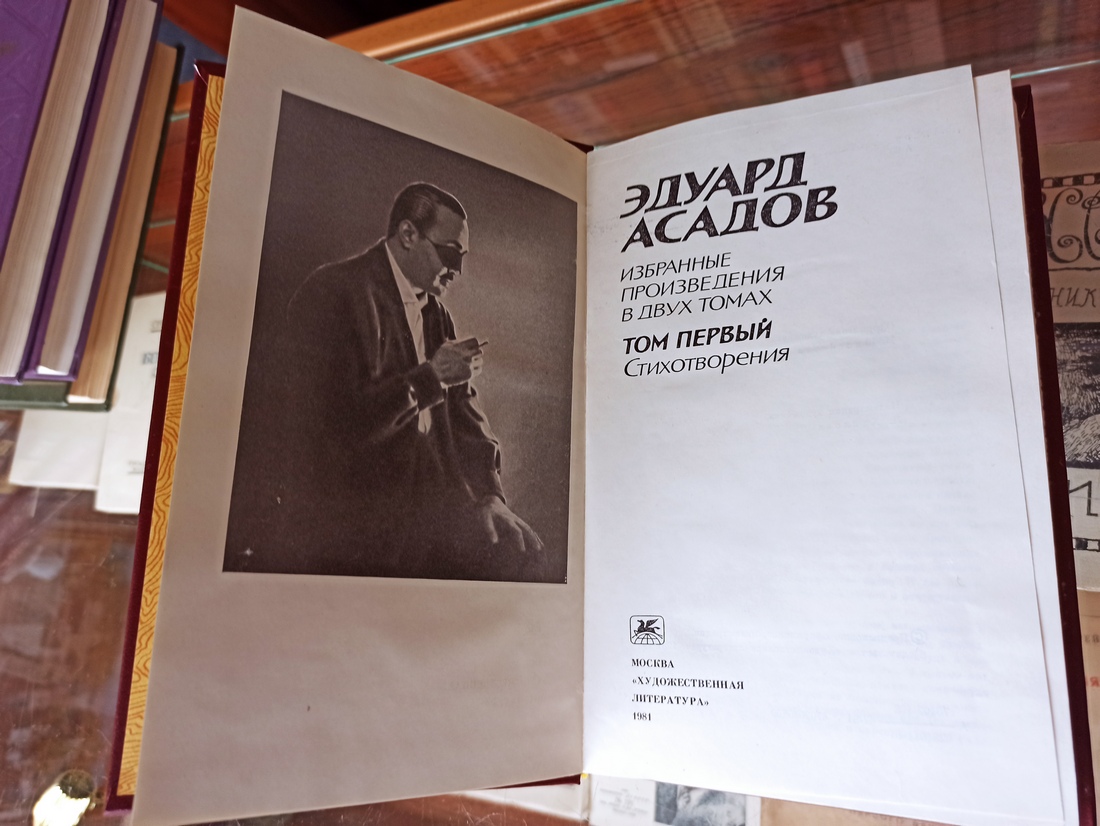 ЭДУАРД
АСАДОВ
ИЗБРАННЫЕ
ПРОИЗВЕДЕНИЯ
В ДВУХ ТОМАХ
ТОМ ПЕРВЫЙ
Стихотворения
МОСКВА
«ХУДОЖЕСТВЕННАЯ
ЛИТЕРАТУРА»
1981